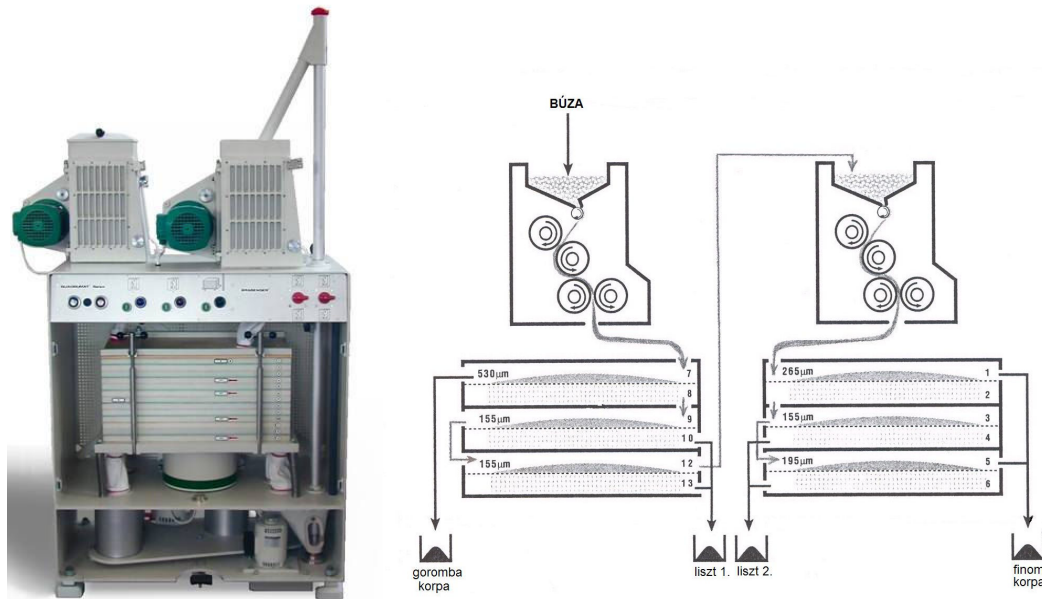 BÚZA
530µm
7
8
155µm
9
10
155µm
12
13
265µm
1
2
155µm
3
4
195µm
5
6
goromba
korpa
liszt 1.
liszt 2.
finom
korpa